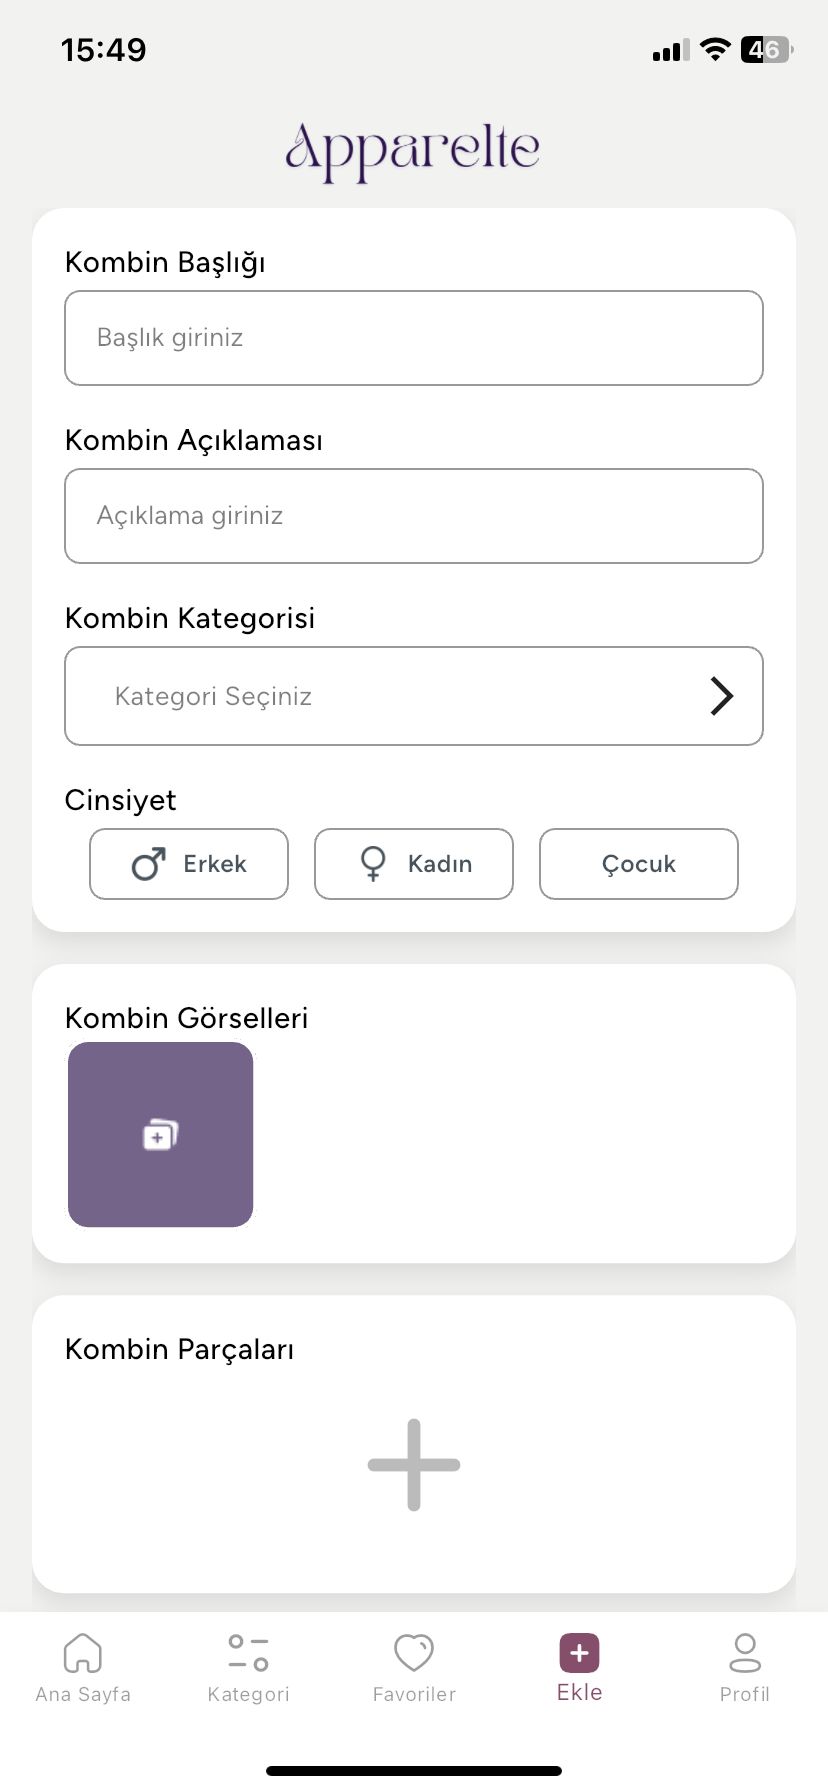 15:49
46
Apparelte
Kombin Başlığı
Başlık giriniz
Kombin Açıklaması
Açıklama giriniz
Kombin Kategorisi
Kategori Seçiniz
Cinsiyet
Erkek Kadın Çocuk
Kombin Görselleri
Kombin Parçaları
Ana Sayfa Kategori Favoriler Ekle Profil